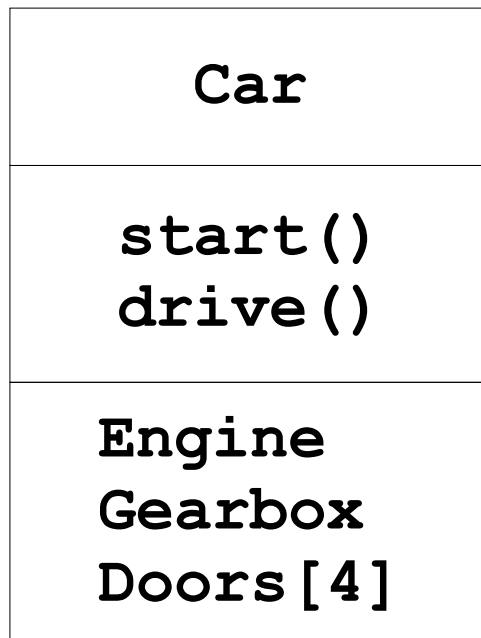 Car
start()
drive()
Engine
Gearbox
Doors[4]